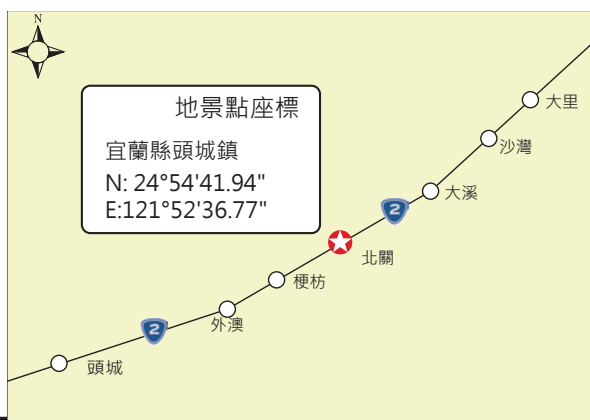 N
地景點座標
宜蘭縣頭城鎮
N: 24°54'41.94"
E:121°52'36.77"
大里
沙灣
大溪
2
北關
梗枋
外澳
2
頭城